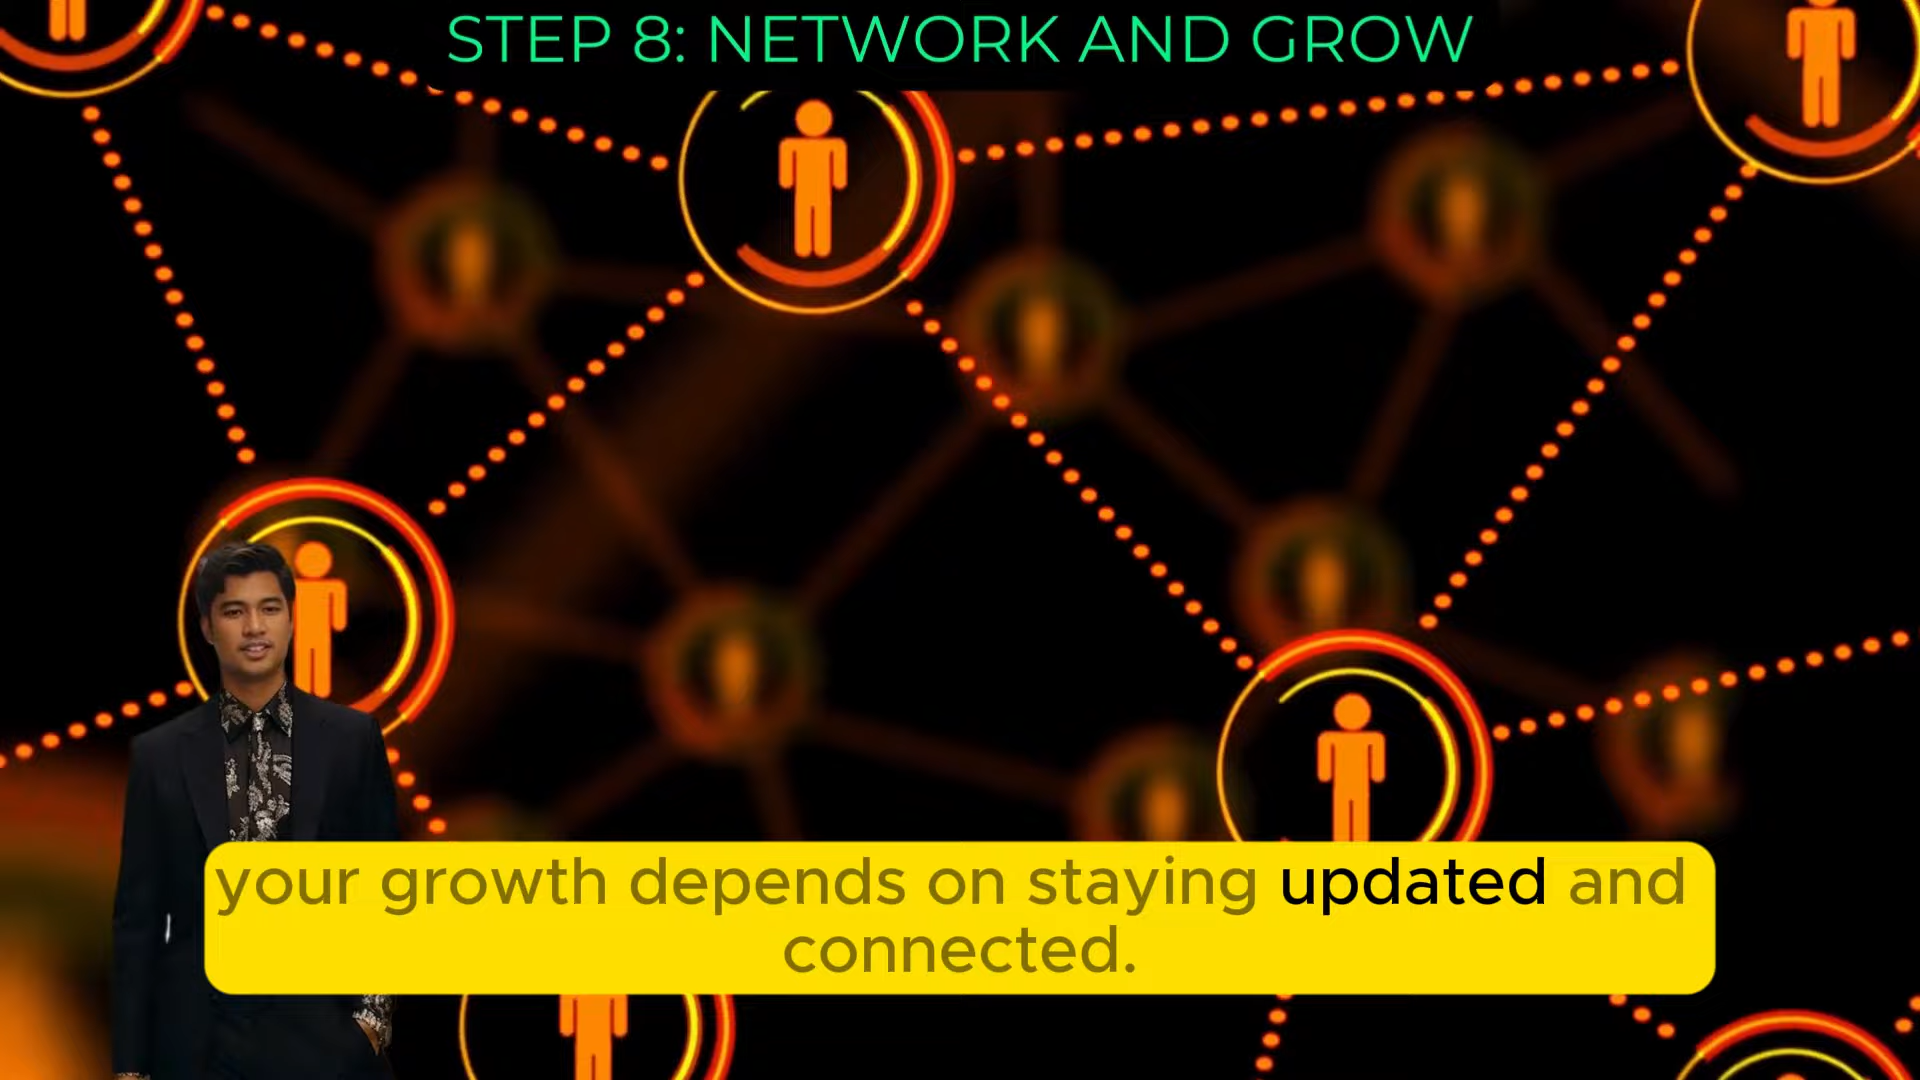 STEP 8: NETWORK AND GROW
your growth depends on staying updated and
connected.